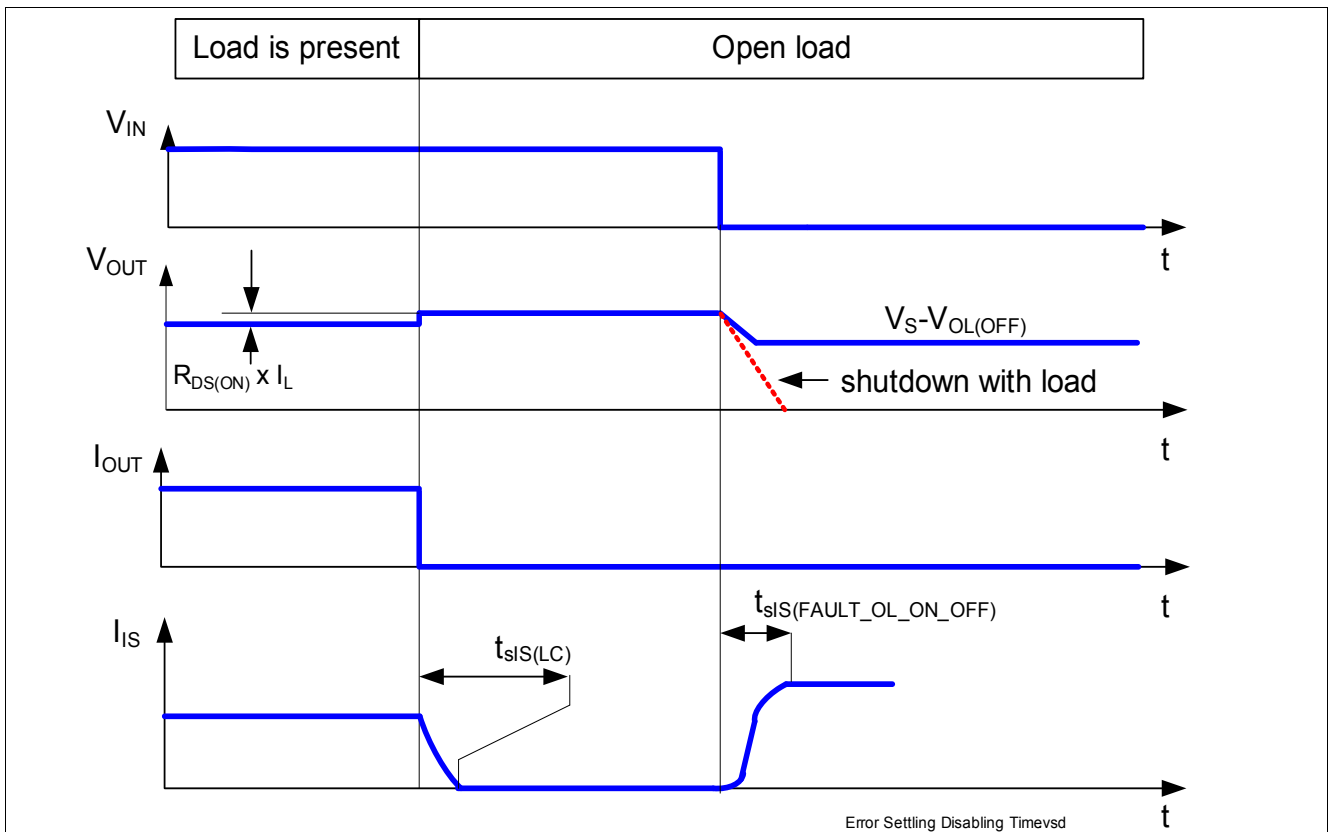 Load is present
Open load
VIN
t
VOUT
RDS(ON) x IL
VS-VOL(OFF)
shutdown with load
t
IOUT
t
IIS
tsIS(LC)
tsIS(FAULT_OL_ON_OFF)
t
Error Settling Disabling Timevsd